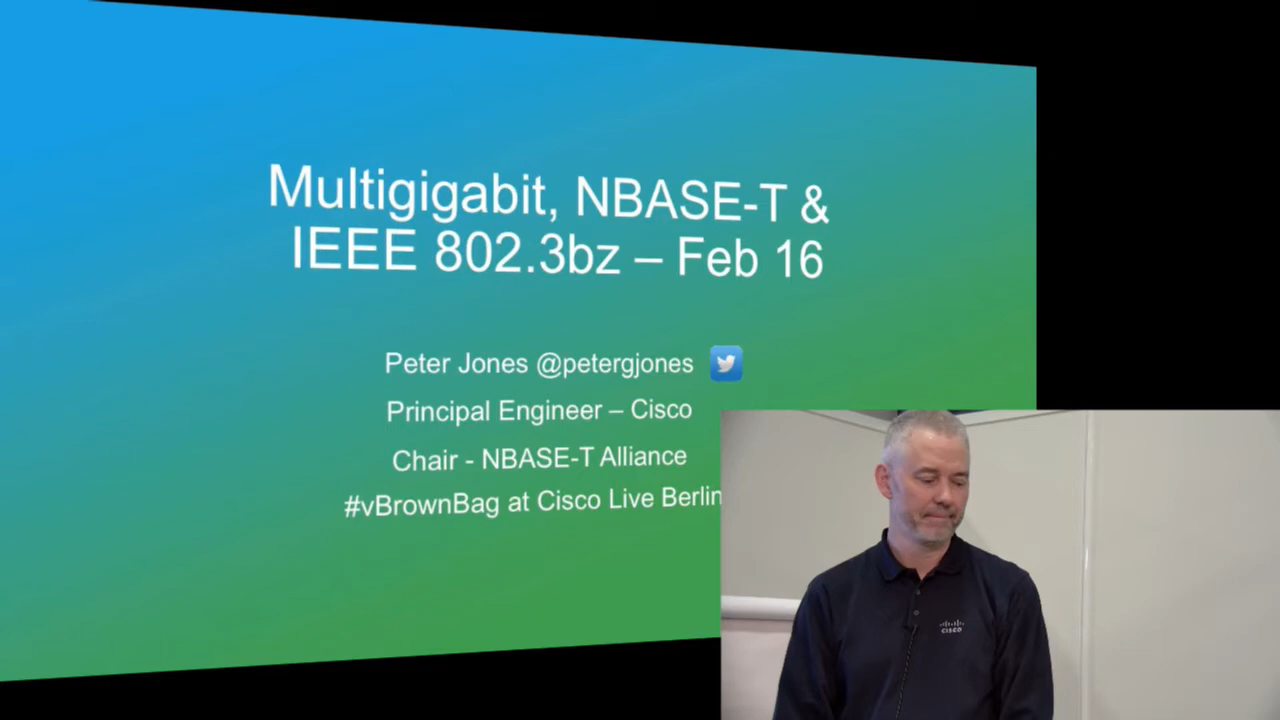 Multigigabit, NBASE-T &
IEEE 802.3bz – Feb 16
Peter Jones @petergjones
Principal Engineer – Cisco
Chair - NBASE-T Alliance
#vBrownBag at Cisco Live Berlin
CISCO